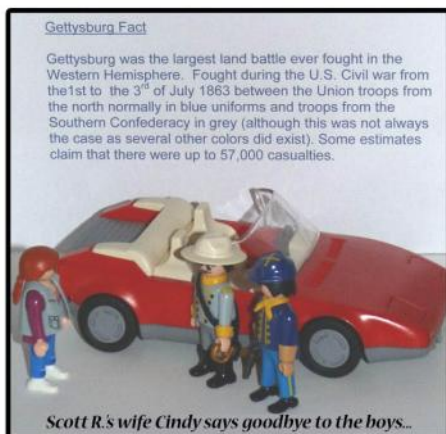 Gettysburg Fact
Gettysburg was the largest land battle ever fought in the
Western Hemisphere. Fought during the U.S. Civil war from
the1st to the 3rd of July 1863 between the Union troops from
the north normally in blue uniforms and troops from the
Southern Confederacy in grey (although this was not always
the case as several other colors did exist). Some estimates
claim that there were up to 57,000 casualties.
Scott R.'s wife Cindy says goodbye to the boys...